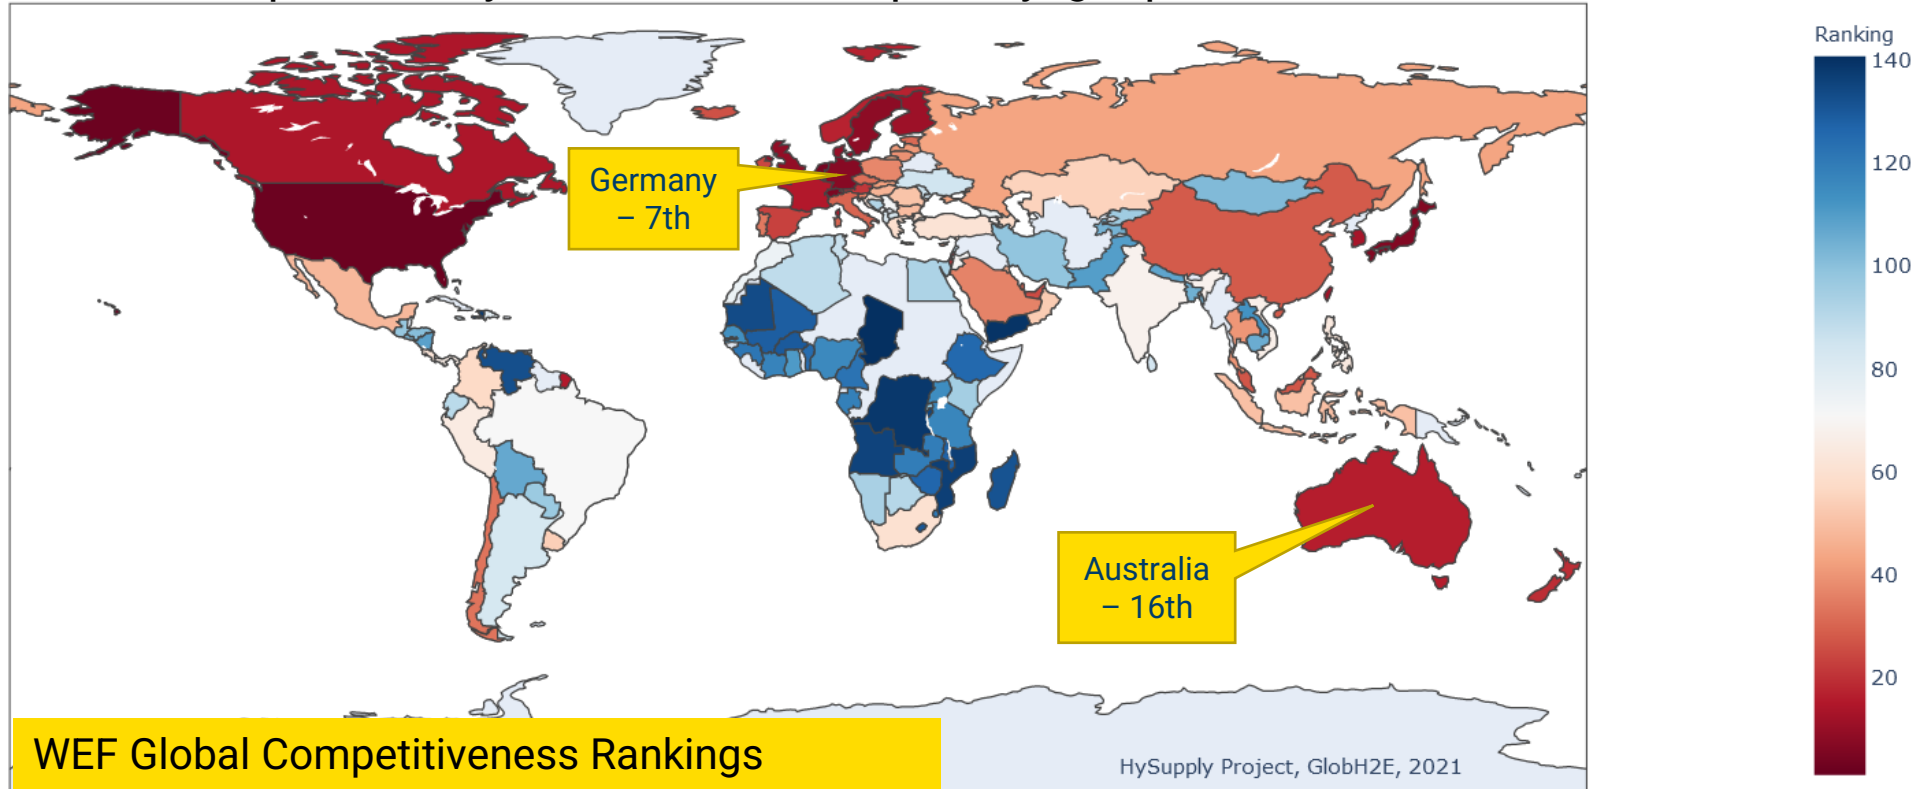 Ranking
140
120
100
80
60
40
20
Germany
– 7th
Australia
– 16th
WEF Global Competitiveness Rankings
HySupply Project, GlobH2E, 2021